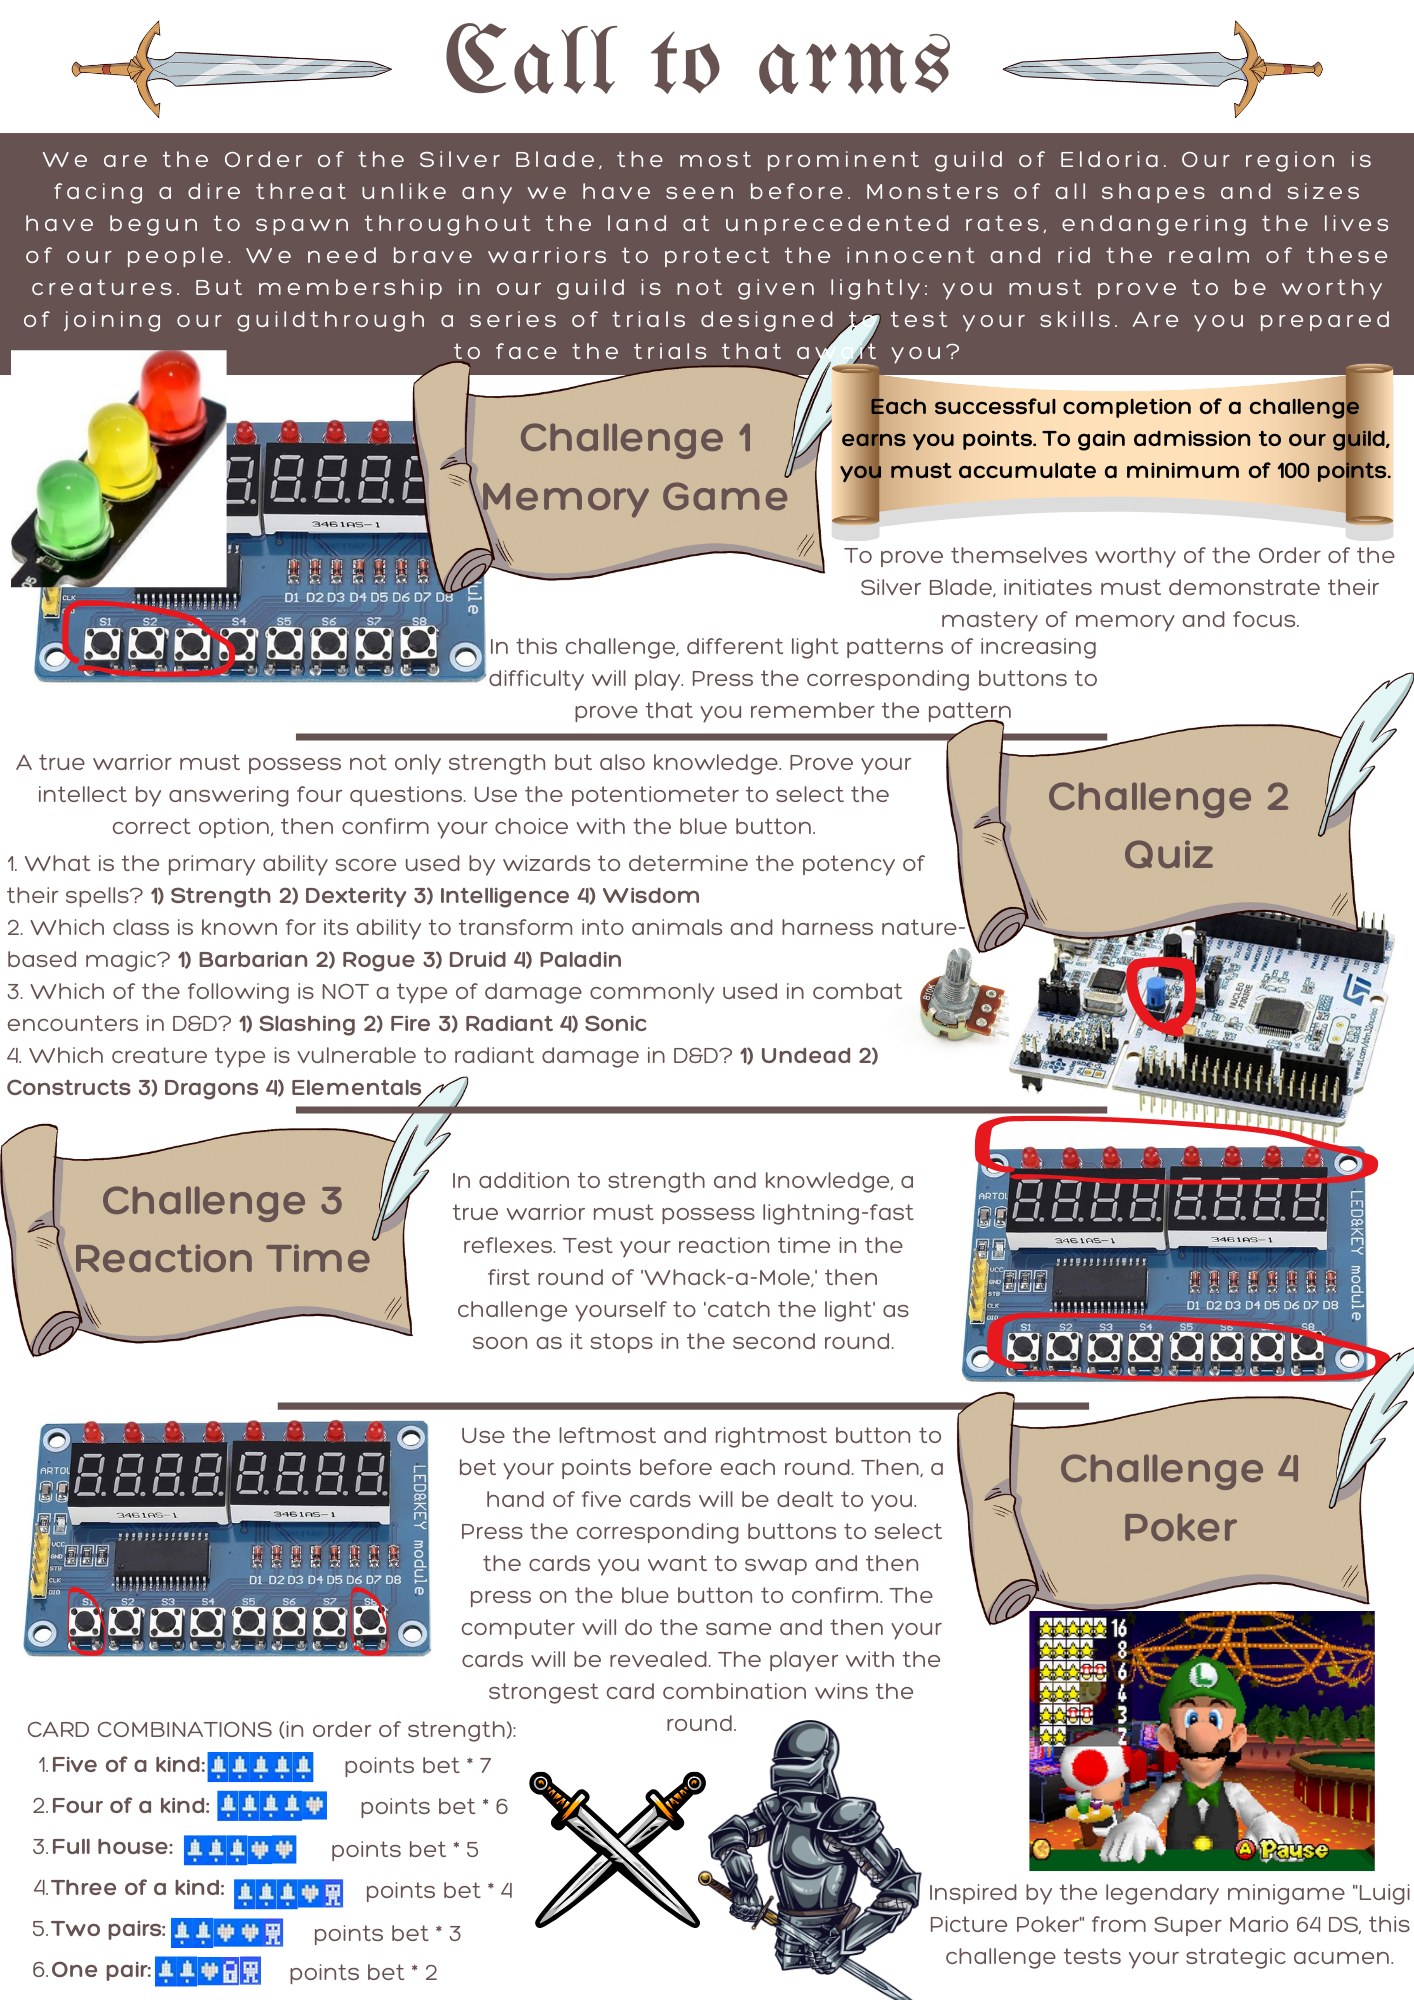 Call to arms
We are the Order of the Silver Blade, the most prominent guild of Eldoria. Our region is
facing a dire threat unlike any we have seen before. Monsters of all shapes and sizes
have begun to spawn throughout the land at unprecedented rates, endangering the lives
of our people. We need brave warriors to protect the innocent and rid the realm of these
creatures. But membership in our guild is not given lightly: you must prove to be worthy
of joining our guildthrough a series of trials designed to test your skills. Are you prepared
to face the trials that await you?
Challenge 1
Memory Game
Each successful completion of a challenge
earns you points. To gain admission to our guild,
you must accumulate a minimum of 100 points.
3461AS-1
D1 D2 D3 D4 D5 D6 D7 D8
CLK
S1 S2 S3 S4 S5 S6 S7 S8
To prove themselves worthy of the Order of the
Silver Blade, initiates must demonstrate their
mastery of memory and focus.
In this challenge, different light patterns of increasing
difficulty will play. Press the corresponding buttons to
prove that you remember the pattern
A true warrior must possess not only strength but also knowledge. Prove your
intellect by answering four questions. Use the potentiometer to select the
correct option, then confirm your choice with the blue button.
Challenge 2
Quiz
1. What is the primary ability score used by wizards to determine the potency of
their spells? 1) Strength 2) Dexterity 3) Intelligence 4) Wisdom
2. Which class is known for its ability to transform into animals and harness nature-
based magic? 1) Barbarian 2) Rogue 3) Druid 4) Paladin
3. Which of the following is NOT a type of damage commonly used in combat
encounters in D&D? 1) Slashing 2) Fire 3) Radiant 4) Sonic
4. Which creature type is vulnerable to radiant damage in D&D? 1) Undead 2)
Constructs 3) Dragons 4) Elementals
B10K
NUCLEO
Challenge 3
Reaction Time
In addition to strength and knowledge, a
true warrior must possess lightning-fast
reflexes. Test your reaction time in the
first round of 'Whack-a-Mole,' then
challenge yourself to 'catch the light' as
soon as it stops in the second round.
3461AS-1 3461AS-1
LED&KEY module
VCC
GND
STB
CLK
DIO
D1 D2 D3 D4 D5 D6 D7 D8
S1 S2 S3 S4 S5 S6 S7 S8
Use the leftmost and rightmost button to
bet your points before each round. Then, a
hand of five cards will be dealt to you.
Press the corresponding buttons to select
the cards you want to swap and then
press on the blue button to confirm. The
computer will do the same and then your
cards will be revealed. The player with the
strongest card combination wins the
round.
3461AS-1 3461AS-1
LED&KEY module
VCC
GND
STB
CLK
DIO
D1 D2 D3 D4 D5 D6 D7 D8
S1 S2 S3 S4 S5 S6 S7 S8
Challenge 4
Poker
16
8
6
4
3
2
L
A Pause
CARD COMBINATIONS (in order of strength):
1. Five of a kind: points bet * 7
2. Four of a kind: points bet * 6
3. Full house: points bet * 5
4. Three of a kind: points bet * 4
5. Two pairs: points bet * 3
6. One pair: points bet * 2
Inspired by the legendary minigame "Luigi
Picture Poker" from Super Mario 64 DS, this
challenge tests your strategic acumen.